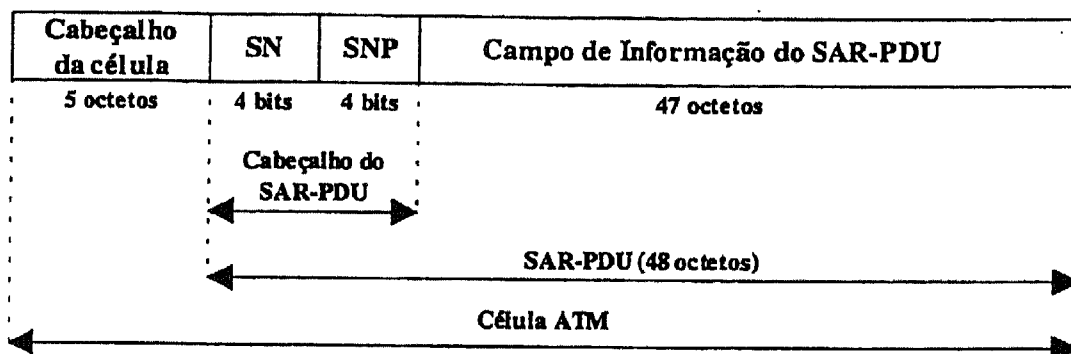 Cabeçalho
da célula
SN
SNP
Campo de Informação do SAR-PDU
5 octetos
4 bits
4 bits
47 octetos
Cabeçalho do
SAR-PDU
SAR-PDU (48 octetos)
Célula ATM